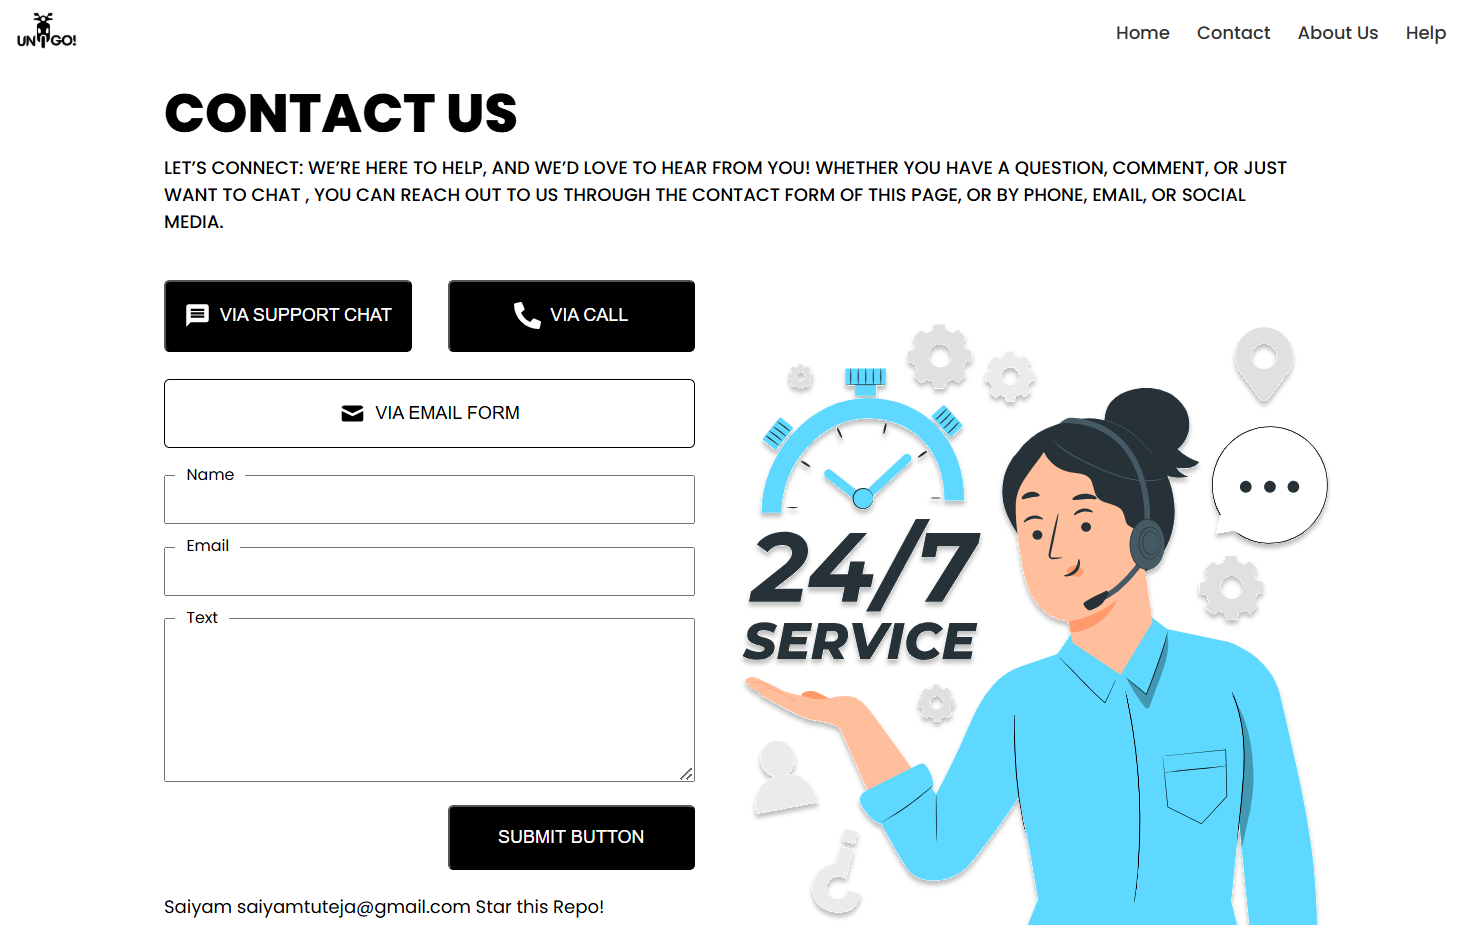 UNIGO!
Home Contact About Us Help
CONTACT US
LET’S CONNECT: WE’RE HERE TO HELP, AND WE’D LOVE TO HEAR FROM YOU! WHETHER YOU HAVE A QUESTION, COMMENT, OR JUST
WANT TO CHAT , YOU CAN REACH OUT TO US THROUGH THE CONTACT FORM OF THIS PAGE, OR BY PHONE, EMAIL, OR SOCIAL
MEDIA.
VIA SUPPORT CHAT
VIA CALL
VIA EMAIL FORM
Name
Email
Text
SUBMIT BUTTON
Saiyam saiyamtuteja@gmail.com Star this Repo!
24/7
SERVICE